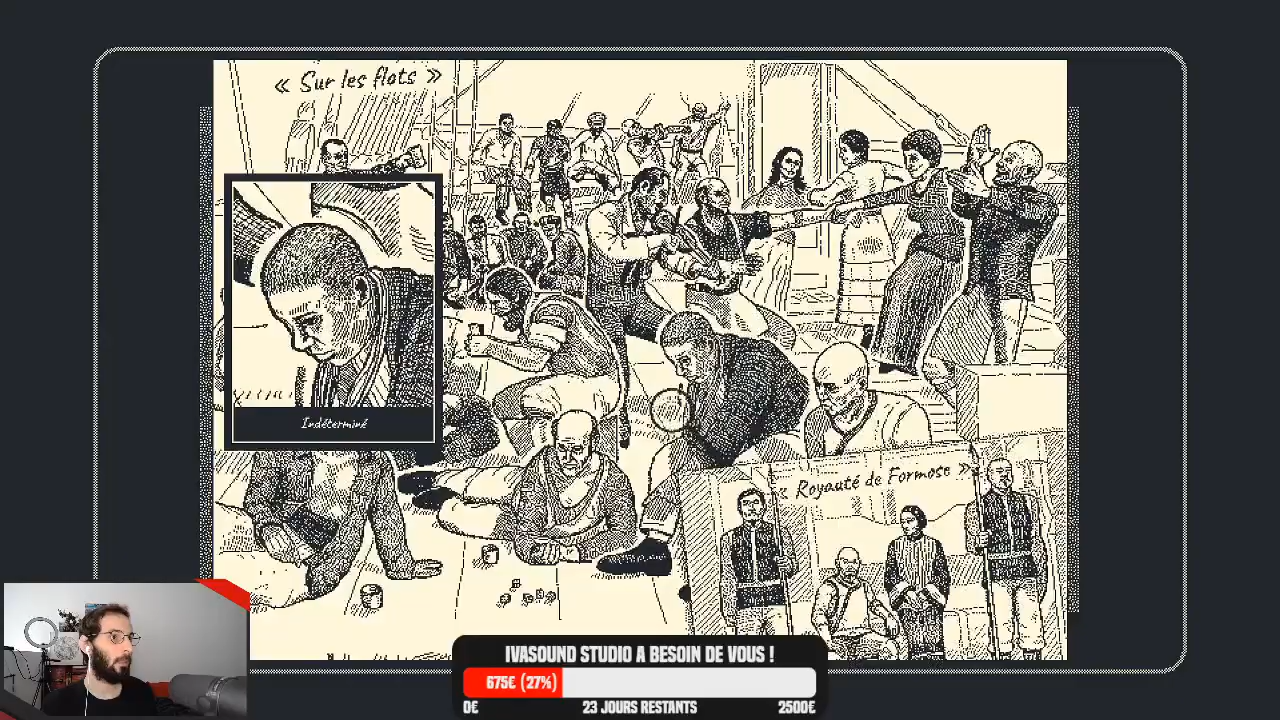 « Sur les flots »
Indéterminé
« Royauté de Formose »
IVASOUND STUDIO A BESOIN DE VOUS !
675€ (27%)
0€ 23 JOURS RESTANTS 2500€